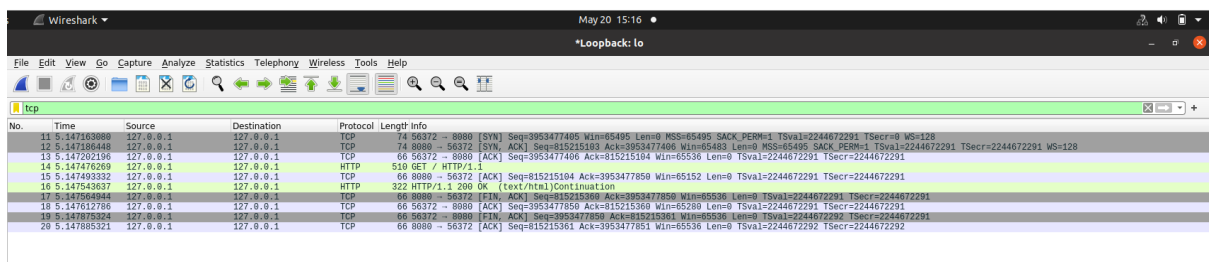 Wireshark May 20 15:16
*Loopback: lo
File Edit View Go Capture Analyze Statistics Telephony Wireless Tools Help
tcp
No. Time Source Destination Protocol Length Info
11 5.147163080 127.0.0.1 127.0.0.1 TCP 74 56372 → 8080 [SYN] Seq=3953477405 Win=65495 Len=0 MSS=65495 SACK_PERM=1 TSval=2244672291 TSecr=0 WS=128
12 5.147186448 127.0.0.1 127.0.0.1 TCP 74 8080 → 56372 [SYN, ACK] Seq=815215103 Ack=3953477406 Win=65483 Len=0 MSS=65495 SACK_PERM=1 TSval=2244672291 TSecr=2244672291 WS=128
13 5.147202196 127.0.0.1 127.0.0.1 TCP 66 56372 → 8080 [ACK] Seq=3953477406 Ack=815215104 Win=65536 Len=0 TSval=2244672291 TSecr=2244672291
14 5.147476269 127.0.0.1 127.0.0.1 HTTP 510 GET / HTTP/1.1
15 5.147493332 127.0.0.1 127.0.0.1 TCP 66 8080 → 56372 [ACK] Seq=815215104 Ack=3953477850 Win=65152 Len=0 TSval=2244672291 TSecr=2244672291
16 5.147543637 127.0.0.1 127.0.0.1 HTTP 322 HTTP/1.1 200 OK (text/html)Continuation
17 5.147564944 127.0.0.1 127.0.0.1 TCP 66 8080 → 56372 [FIN, ACK] Seq=815215360 Ack=3953477850 Win=65536 Len=0 TSval=2244672291 TSecr=2244672291
18 5.147612786 127.0.0.1 127.0.0.1 TCP 66 56372 → 8080 [ACK] Seq=3953477850 Ack=815215360 Win=65280 Len=0 TSval=2244672291 TSecr=2244672291
19 5.147875324 127.0.0.1 127.0.0.1 TCP 66 56372 → 8080 [FIN, ACK] Seq=3953477850 Ack=815215361 Win=65536 Len=0 TSval=2244672292 TSecr=2244672291
20 5.147885321 127.0.0.1 127.0.0.1 TCP 66 8080 → 56372 [ACK] Seq=815215361 Ack=3953477851 Win=65536 Len=0 TSval=2244672292 TSecr=2244672292